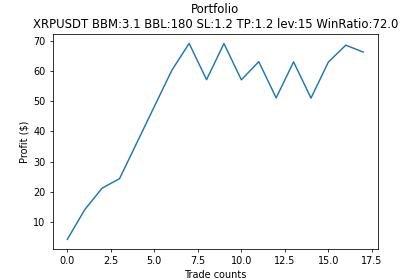 Portfolio
XRPUSDT BBM:3.1 BBL:180 SL:1.2 TP:1.2 lev:15 WinRatio:72.0
70
60
50
40
30
20
10
Profit ($)
0.0 2.5 5.0 7.5 10.0 12.5 15.0 17.5
Trade counts